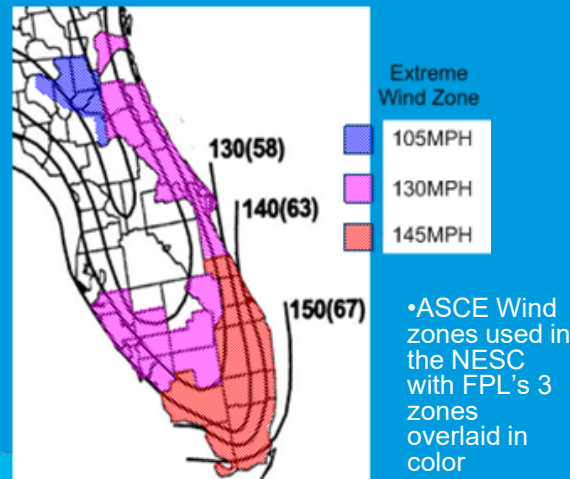 Extreme
Wind Zone
105MPH
130MPH
145MPH
130(58)
140(63)
150(67)
•ASCE Wind
zones used in
the NESC
with FPL's 3
zones
overlaid in
color